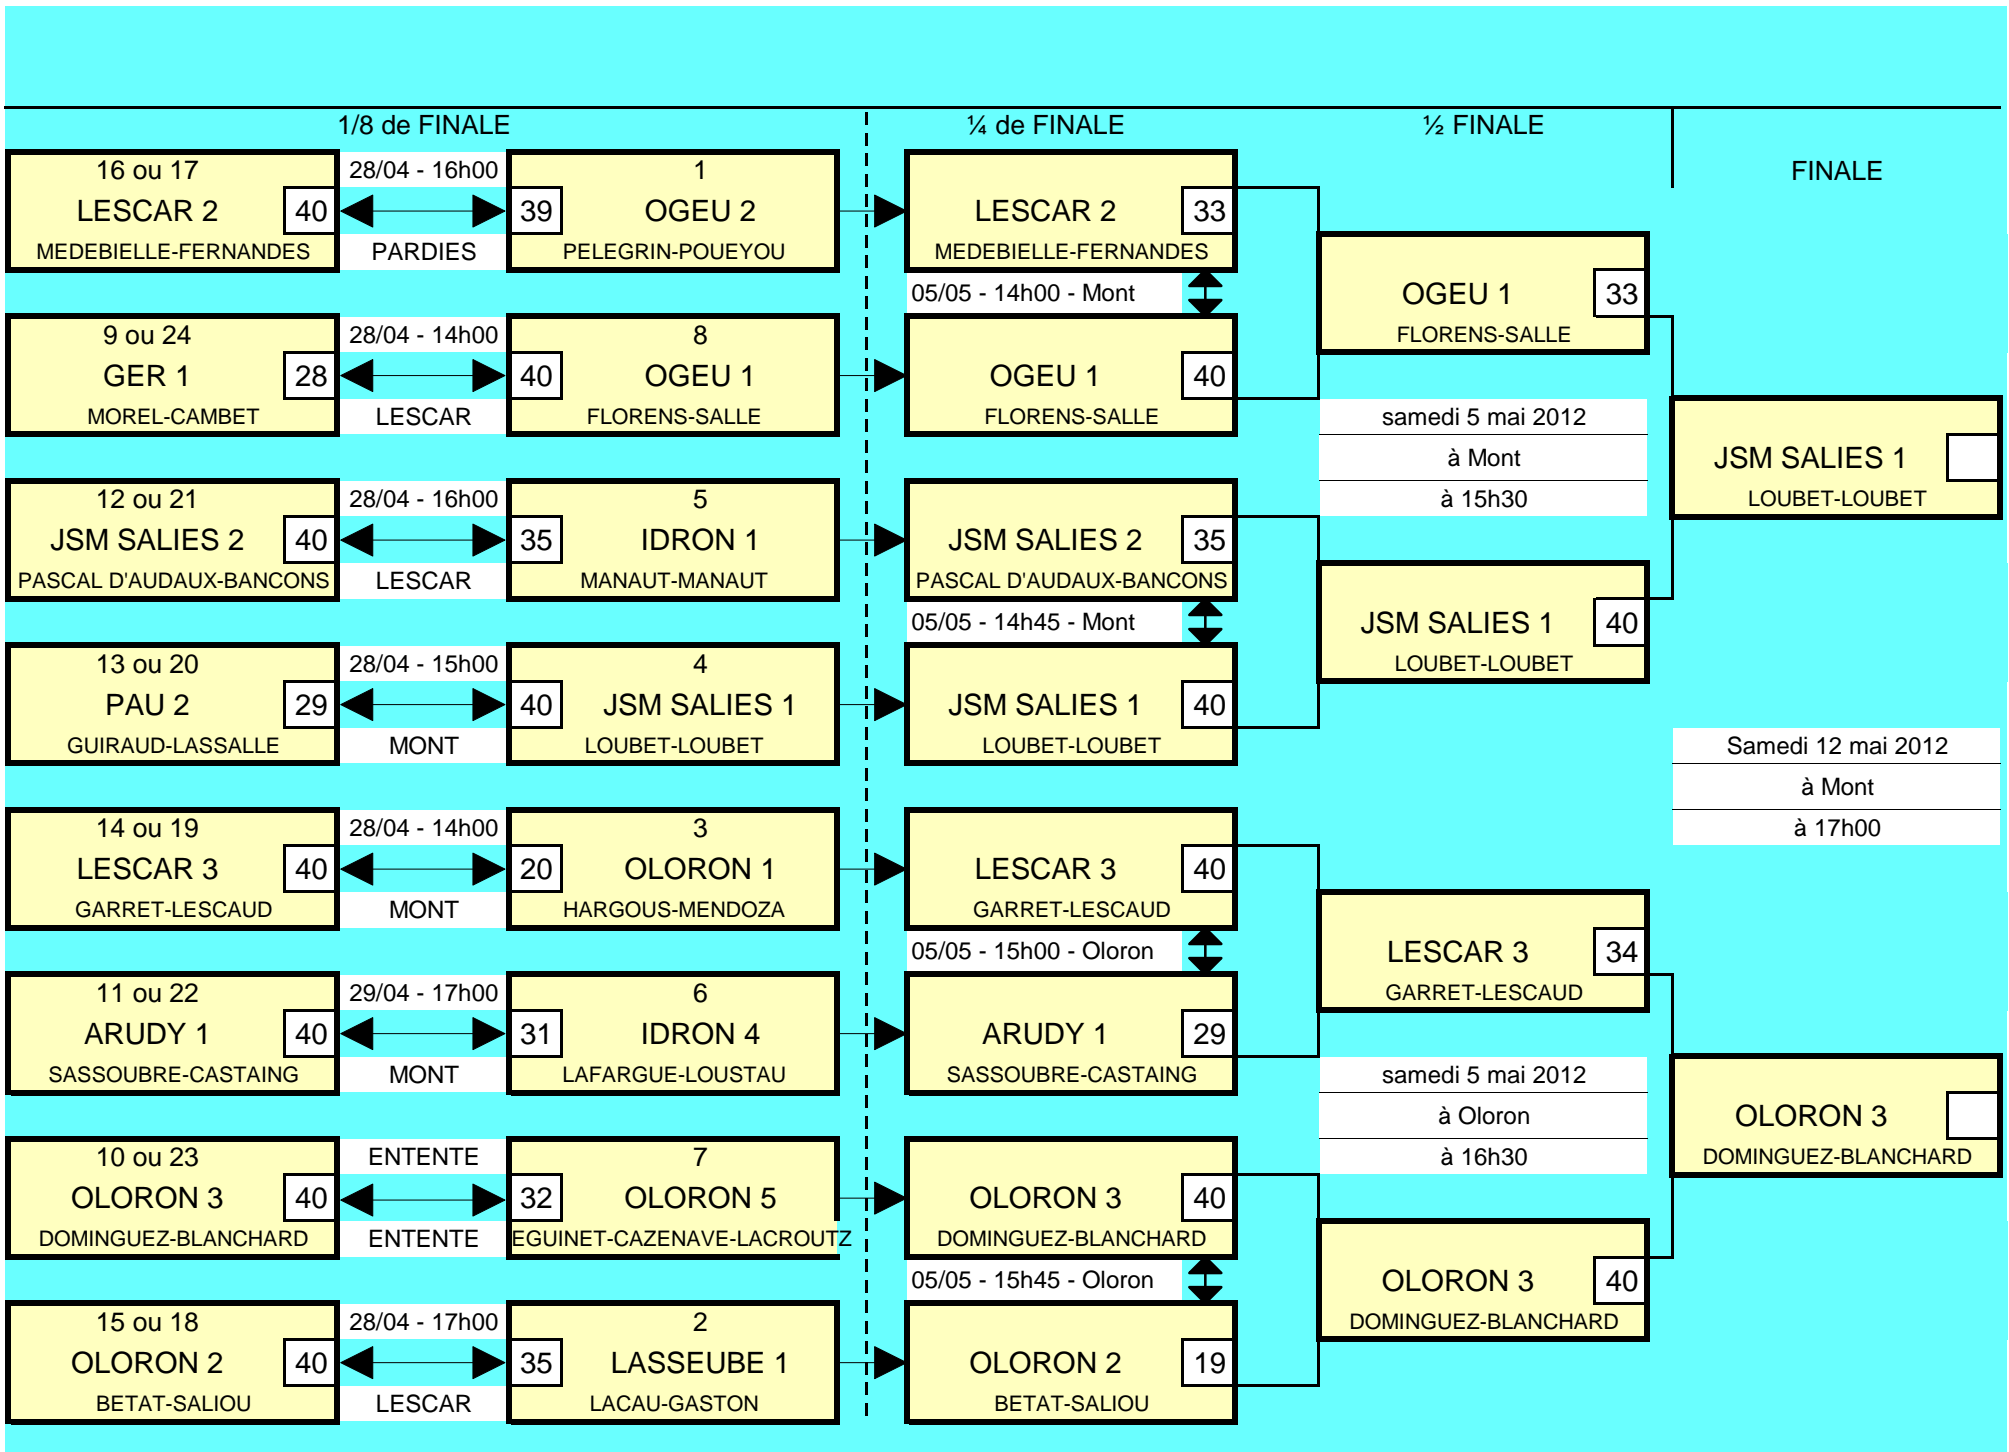 1/8 de FINALE
¼ de FINALE
½ FINALE
FINALE
16 ou 17
LESCAR 2
40
MEDEBIELLE-FERNANDES
28/04 - 16h00
PARDIES
1
39
OGEU 2
PELEGRIN-POUEYOU
9 ou 24
GER 1
28
MOREL-CAMBET
28/04 - 14h00
LESCAR
8
40
OGEU 1
FLORENS-SALLE
12 ou 21
JSM SALIES 2
40
PASCAL D'AUDAUX-BANCONS
28/04 - 16h00
LESCAR
5
35
IDRON 1
MANAUT-MANAUT
13 ou 20
PAU 2
29
GUIRAUD-LASSALLE
28/04 - 15h00
MONT
4
40
JSM SALIES 1
LOUBET-LOUBET
14 ou 19
LESCAR 3
40
GARRET-LESCAUD
28/04 - 14h00
MONT
3
20
OLORON 1
HARGOUS-MENDOZA
11 ou 22
ARUDY 1
40
SASSOUBRE-CASTAING
29/04 - 17h00
MONT
6
31
IDRON 4
LAFARGUE-LOUSTAU
10 ou 23
OLORON 3
40
DOMINGUEZ-BLANCHARD
ENTENTE
ENTENTE
7
32
OLORON 5
EGUINET-CAZENAVE-LACROUTZ
15 ou 18
OLORON 2
40
BETAT-SALIOU
28/04 - 17h00
LESCAR
2
35
LASSEUBE 1
LACAU-GASTON
LESCAR 2
33
MEDEBIELLE-FERNANDES
05/05 - 14h00 - Mont
OGEU 1
40
FLORENS-SALLE
JSM SALIES 2
35
PASCAL D'AUDAUX-BANCONS
05/05 - 14h45 - Mont
JSM SALIES 1
40
LOUBET-LOUBET
LESCAR 3
40
GARRET-LESCAUD
05/05 - 15h00 - Oloron
ARUDY 1
29
SASSOUBRE-CASTAING
OLORON 3
40
DOMINGUEZ-BLANCHARD
05/05 - 15h45 - Oloron
OLORON 2
19
BETAT-SALIOU
OGEU 1
33
FLORENS-SALLE
samedi 5 mai 2012
à Mont
à 15h30
JSM SALIES 1
40
LOUBET-LOUBET
LESCAR 3
34
GARRET-LESCAUD
samedi 5 mai 2012
à Oloron
à 16h30
OLORON 3
40
DOMINGUEZ-BLANCHARD
JSM SALIES 1
LOUBET-LOUBET
Samedi 12 mai 2012
à Mont
à 17h00
OLORON 3
DOMINGUEZ-BLANCHARD